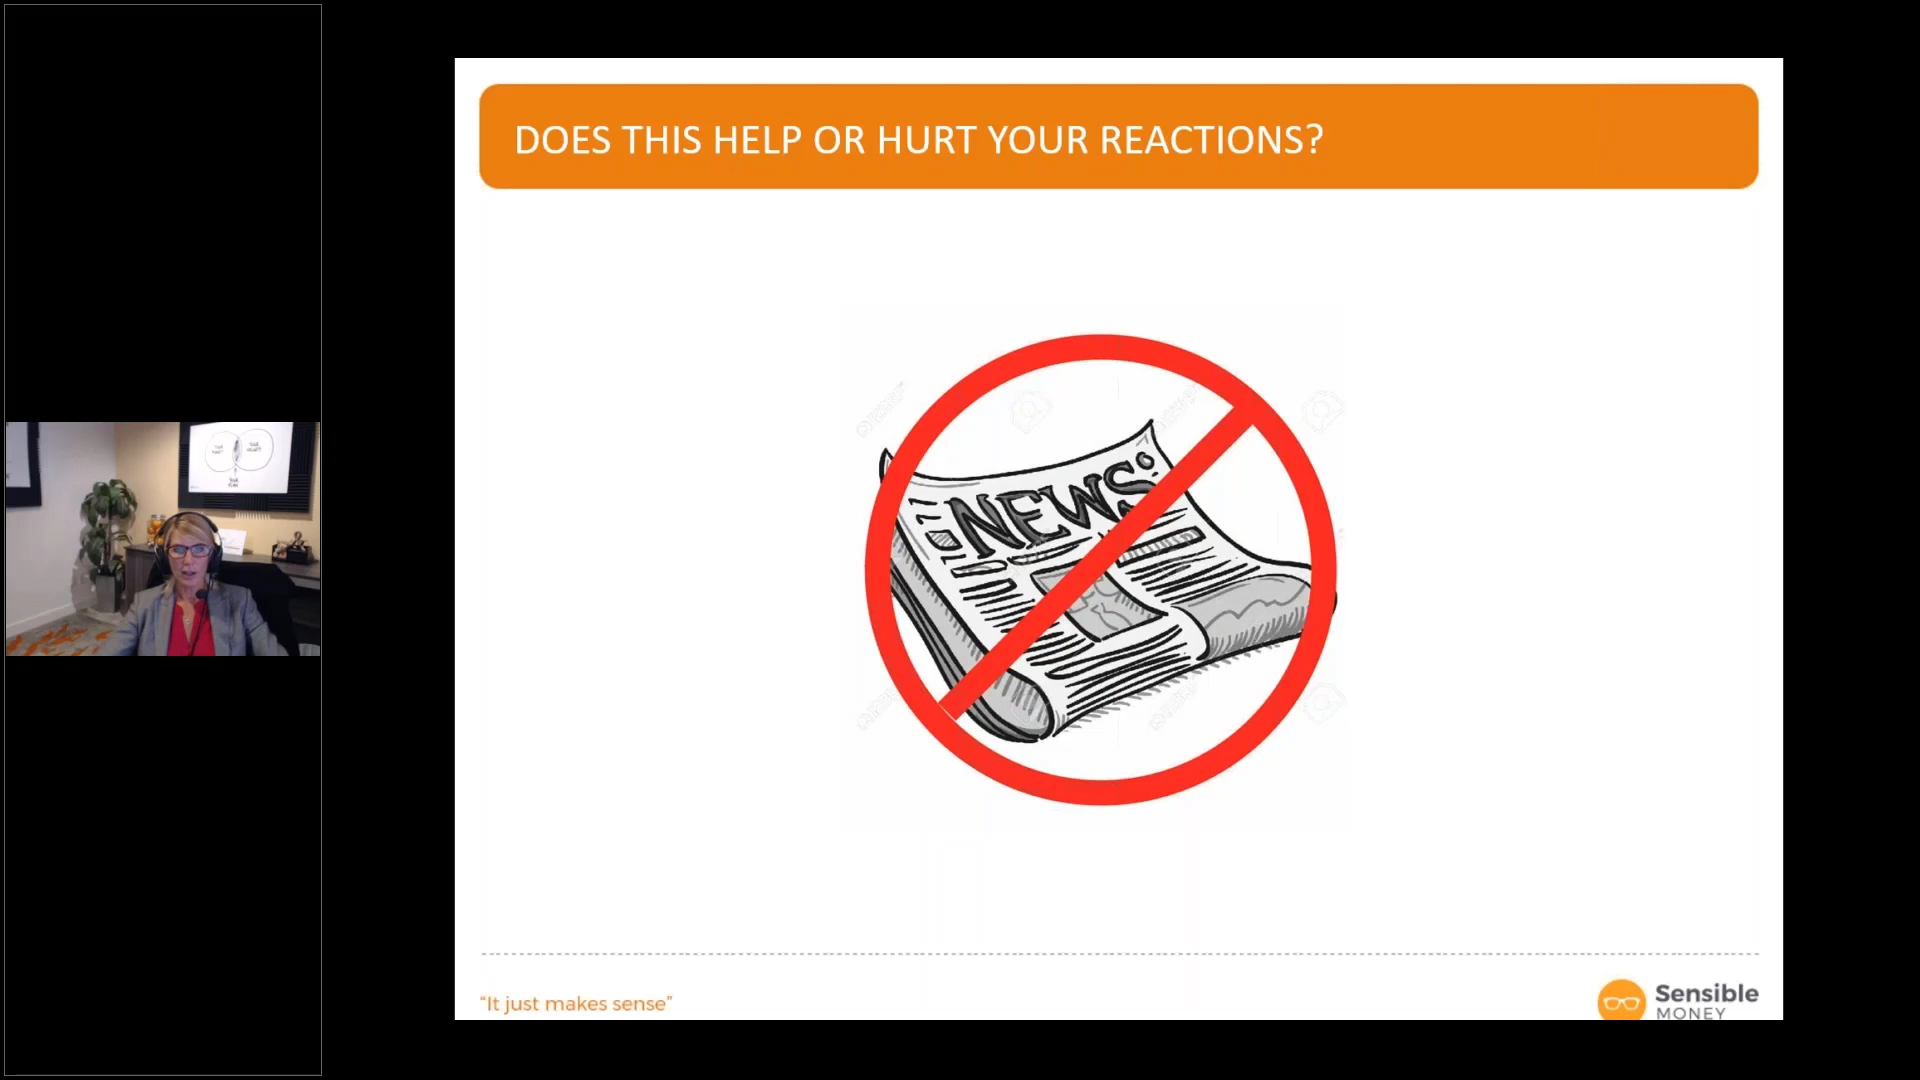 DOES THIS HELP OR HURT YOUR REACTIONS?
NEWS
“It just makes sense”
Sensible
MONEY